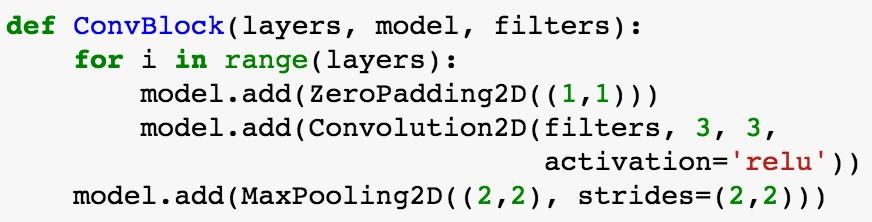 def ConvBlock(layers, model, filters):
    for i in range(layers):
        model.add(ZeroPadding2D((1,1)))
        model.add(Convolution2D(filters, 3, 3,
                                activation='relu'))
    model.add(MaxPooling2D((2,2), strides=(2,2)))